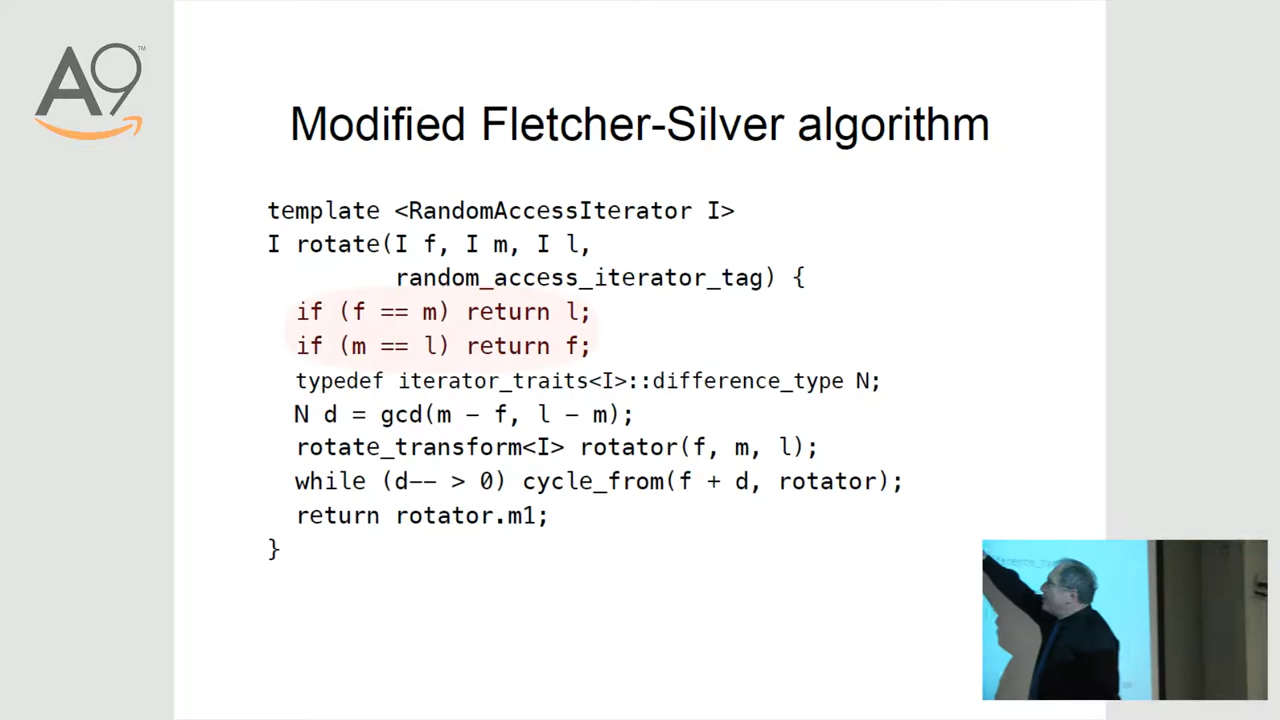 A9™
Modified Fletcher-Silver algorithm
template <RandomAccessIterator I>
I rotate(I f, I m, I l,
random_access_iterator_tag) {
if (f == m) return l;
if (m == l) return f;
typedef iterator_traits<I>::difference_type N;
N d = gcd(m - f, l - m);
rotate_transform<I> rotator(f, m, l);
while (d-- > 0) cycle_from(f + d, rotator);
return rotator.m1;
}